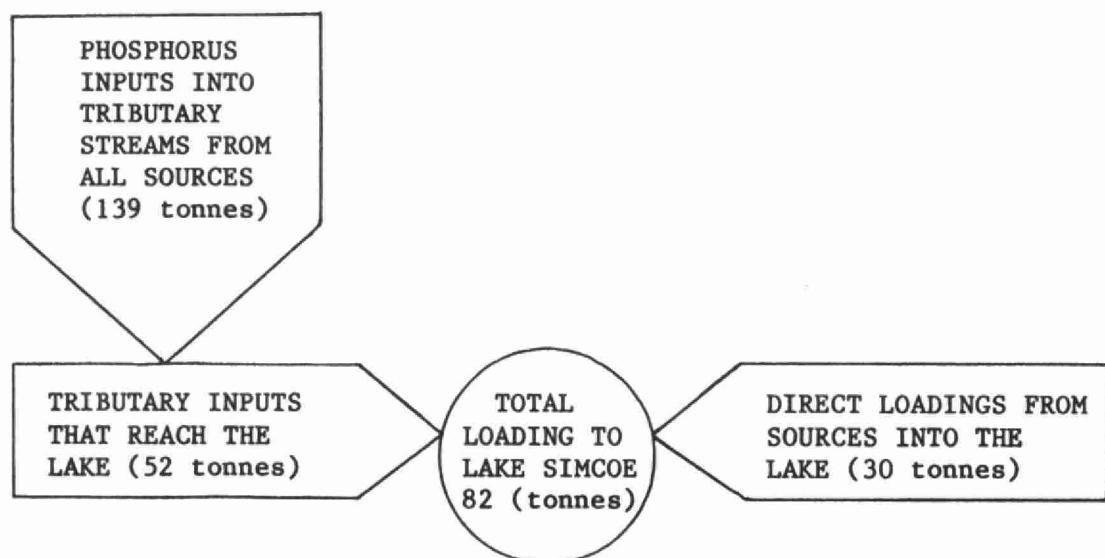 PHOSPHORUS
INPUTS INTO
TRIBUTARY
STREAMS FROM
ALL SOURCES
(139 tonnes)
TRIBUTARY INPUTS
THAT REACH THE
LAKE (52 tonnes)
TOTAL
LOADING TO
LAKE SIMCOE
82 (tonnes)
DIRECT LOADINGS FROM
SOURCES INTO THE
LAKE (30 tonnes)